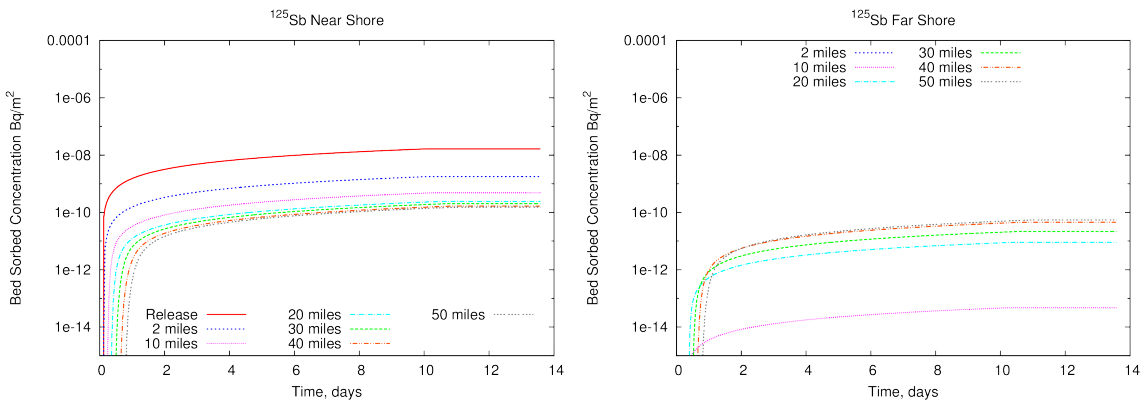 ¹²⁵Sb Near Shore
0.0001
1e-06
1e-08
1e-10
1e-12
1e-14
Bed Sorbed Concentration Bq/m²
Release
2 miles
10 miles
20 miles
30 miles
40 miles
50 miles
0 2 4 6 8 10 12 14
Time, days
¹²⁵Sb Far Shore
0.0001
1e-06
1e-08
1e-10
1e-12
1e-14
Bed Sorbed Concentration Bq/m²
2 miles
10 miles
20 miles
30 miles
40 miles
50 miles
0 2 4 6 8 10 12 14
Time, days